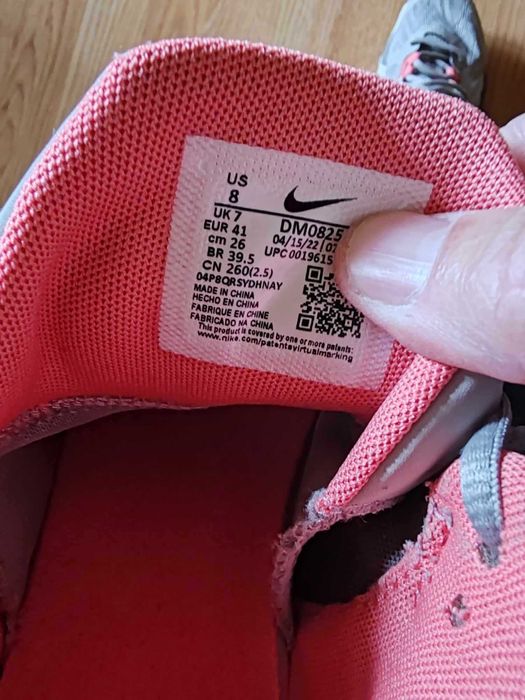 US
8
UK 7
EUR 41
cm 26
BR 39.5
CN 260(2.5)
DM0825
04/15/22
UPC 0019615
04P8QRSYDHNAY
MADE IN CHINA
HECHO EN CHINA
FABRIQUE EN CHINE
FABRICADO NA CHINA
This product is covered by one or more patents:
www.nike.com/patentsvirtualmarking